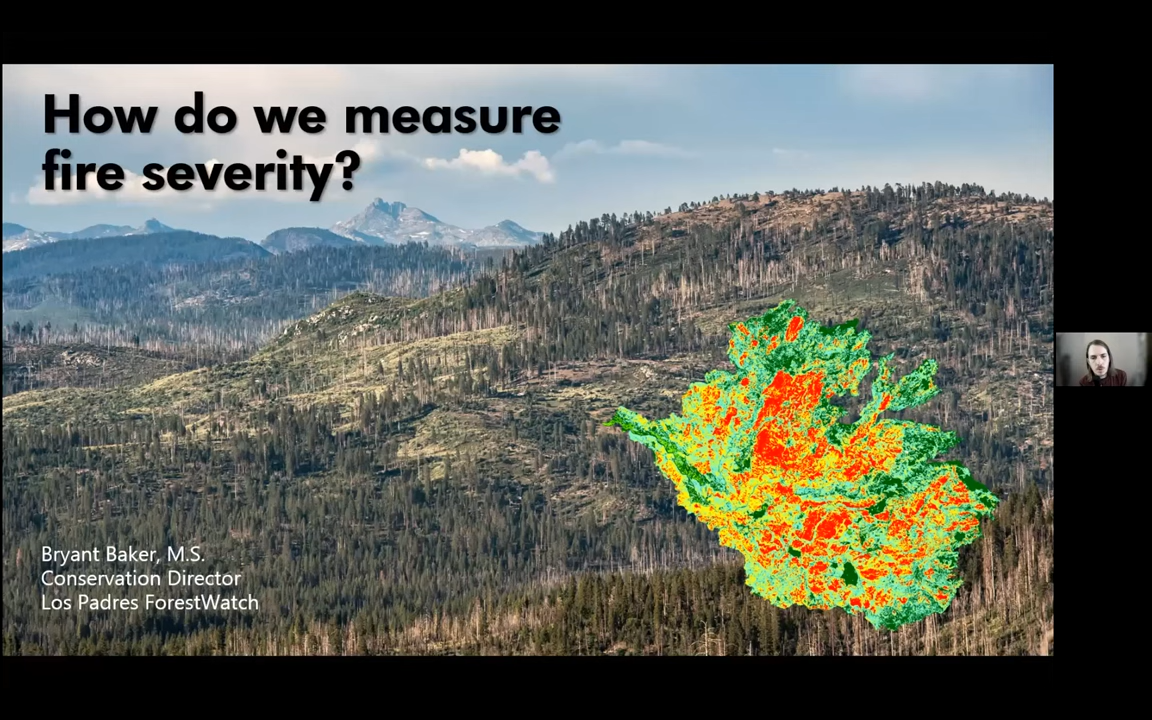 How do we measure
fire severity?
Bryant Baker, M.S.
Conservation Director
Los Padres ForestWatch